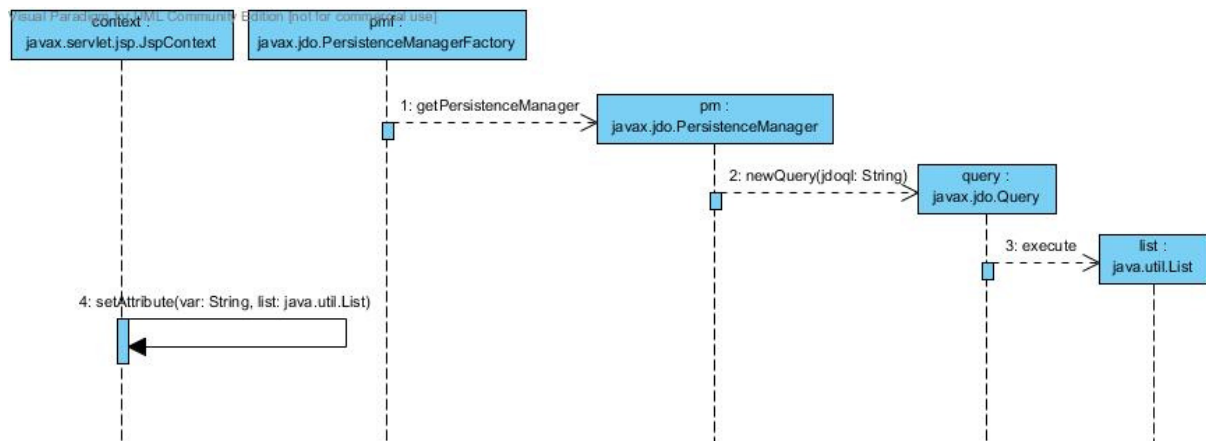 Visual Paradigm for UML Community Edition [not for commercial use]
context :
javax.servlet.jsp.JspContext
pmf :
javax.jdo.PersistenceManagerFactory
1: getPersistenceManager
pm :
javax.jdo.PersistenceManager
2: newQuery(jdoql: String)
query :
javax.jdo.Query
3: execute
list :
java.util.List
4: setAttribute(var: String, list: java.util.List)